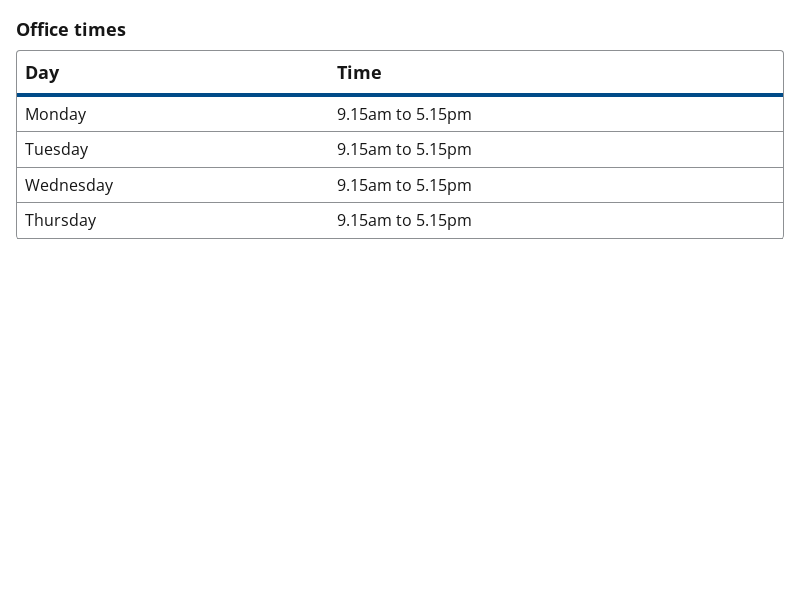 Office times
Day Time
Monday 9.15am to 5.15pm
Tuesday 9.15am to 5.15pm
Wednesday 9.15am to 5.15pm
Thursday 9.15am to 5.15pm